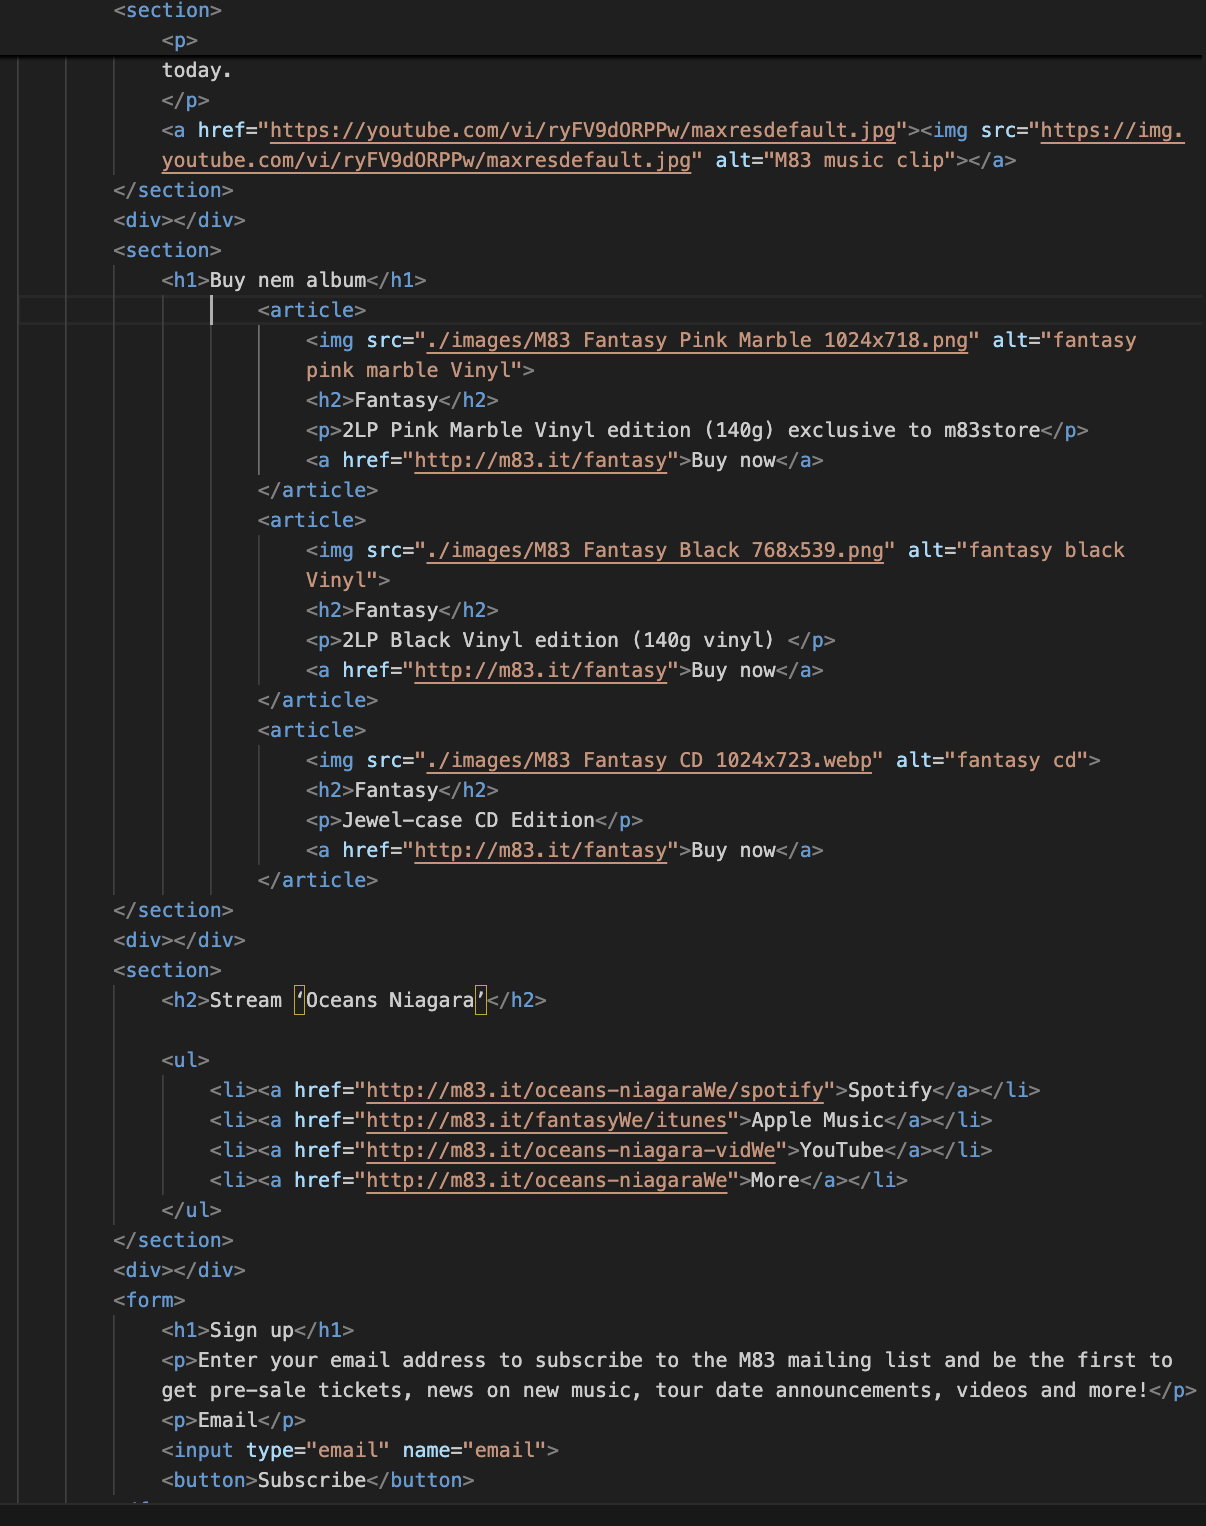 <section>
<p>
today.
</p>
<a href="https://youtube.com/vi/ryFV9dORPPw/maxresdefault.jpg"><img src="https://img.
youtube.com/vi/ryFV9dORPPw/maxresdefault.jpg" alt="M83 music clip"></a>
</section>
<div></div>
<section>
<h1>Buy nem album</h1>
<article>
<img src="./images/M83 Fantasy Pink Marble 1024x718.png" alt="fantasy
pink marble Vinyl">
<h2>Fantasy</h2>
<p>2LP Pink Marble Vinyl edition (140g) exclusive to m83store</p>
<a href="http://m83.it/fantasy">Buy now</a>
</article>
<article>
<img src="./images/M83 Fantasy Black 768x539.png" alt="fantasy black
Vinyl">
<h2>Fantasy</h2>
<p>2LP Black Vinyl edition (140g vinyl) </p>
<a href="http://m83.it/fantasy">Buy now</a>
</article>
<article>
<img src="./images/M83 Fantasy CD 1024x723.webp" alt="fantasy cd">
<h2>Fantasy</h2>
<p>Jewel-case CD Edition</p>
<a href="http://m83.it/fantasy">Buy now</a>
</article>
</section>
<div></div>
<section>
<h2>Stream ‘Oceans Niagara’</h2>
<ul>
<li><a href="http://m83.it/oceans-niagaraWe/spotify">Spotify</a></li>
<li><a href="http://m83.it/fantasyWe/itunes">Apple Music</a></li>
<li><a href="http://m83.it/oceans-niagara-vidWe">YouTube</a></li>
<li><a href="http://m83.it/oceans-niagaraWe">More</a></li>
</ul>
</section>
<div></div>
<form>
<h1>Sign up</h1>
<p>Enter your email address to subscribe to the M83 mailing list and be the first to
get pre-sale tickets, news on new music, tour date announcements, videos and more!</p>
<p>Email</p>
<input type="email" name="email">
<button>Subscribe</button>